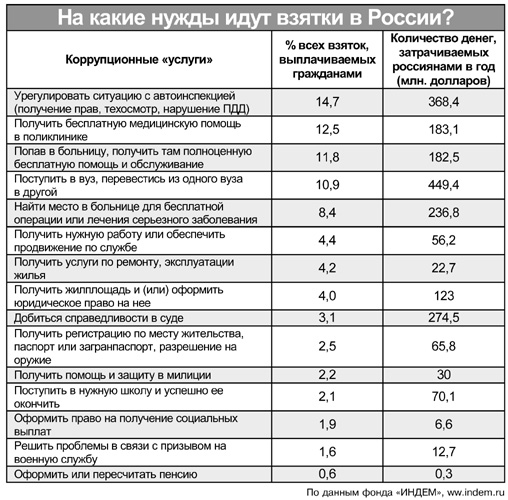 На какие нужды идут взятки в России?
Коррупционные «услуги»
% всех взяток,
выплачиваемых
гражданами
Количество денег,
затрачиваемых
россиянами в год
(млн. долларов)
Урегулировать ситуацию с автоинспекцией
(получение прав, техосмотр, нарушение ПДД)
14,7
368,4
Получить бесплатную медицинскую помощь
в поликлинике
12,5
183,1
Попав в больницу, получить там полноценную
бесплатную помощь и обслуживание
11,8
182,5
Поступить в вуз, перевестись из одного вуза
в другой
10,9
449,4
Найти место в больнице для бесплатной
операции или лечения серьезного заболевания
8,4
236,8
Получить нужную работу или обеспечить
продвижение по службе
4,4
56,2
Получить услуги по ремонту, эксплуатации
жилья
4,2
22,7
Получить жилплощадь и (или) оформить
юридическое право на нее
4,0
123
Добиться справедливости в суде
3,1
274,5
Получить регистрацию по месту жительства,
паспорт или загранпаспорт, разрешение на
оружие
2,5
65,8
Получить помощь и защиту в милиции
2,2
30
Поступить в нужную школу и успешно ее
окончить
2,1
70,1
Оформить право на получение социальных
выплат
1,9
6,6
Решить проблемы в связи с призывом на
военную службу
1,6
12,7
Оформить или пересчитать пенсию
0,6
0,3
По данным фонда «ИНДЕМ», ww.indem.ru